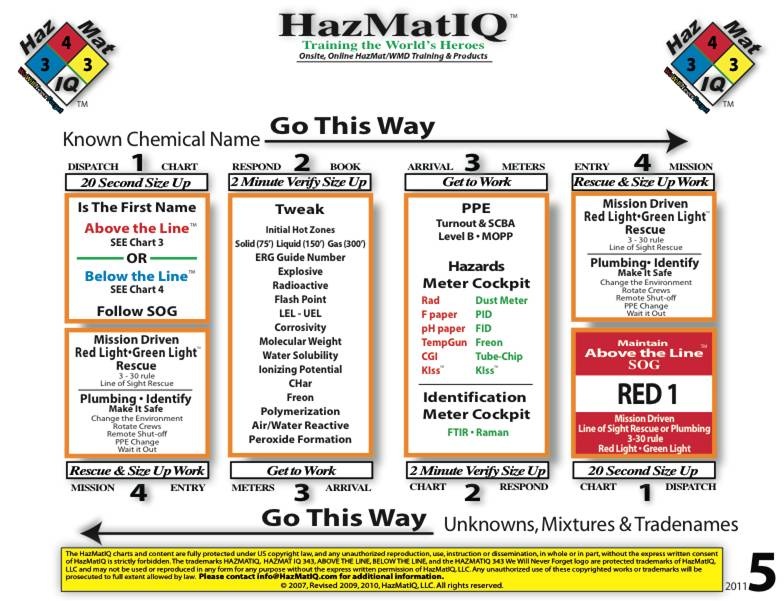 HazMatIQ™
Training the World's Heroes
Onsite, Online HazMat/WMD Training & Products
Haz Mat
4
3 3
IQ
We Will Never Forget
TM
Haz Mat
4
3 3
IQ
We Will Never Forget
TM
Known Chemical Name Go This Way
DISPATCH 1 CHART
20 Second Size Up
Is The First Name
Above the Line™
SEE Chart 3
OR
Below the Line™
SEE Chart 4
Follow SOG
Mission Driven
Red Light•Green Light™
Rescue
3 - 30 rule
Line of Sight Rescue
Plumbing • Identify
Make It Safe
Change the Environment
Rotate Crews
Remote Shut-off
PPE Change
Wait it Out
Rescue & Size Up Work
MISSION 4 ENTRY
RESPOND 2 BOOK
2 Minute Verify Size Up
Tweak
Initial Hot Zones
Solid (75') Liquid (150') Gas (300')
ERG Guide Number
Explosive
Radioactive
Flash Point
LEL - UEL
Corrosivity
Molecular Weight
Water Solubility
Ionizing Potential
CHar
Freon
Polymerization
Air/Water Reactive
Peroxide Formation
Get to Work
METERS 3 ARRIVAL
ARRIVAL 3 METERS
Get to Work
PPE
Turnout & SCBA
Level B • MOPP
Hazards
Meter Cockpit
Rad Dust Meter
F paper PID
pH paper FID
TempGun Freon
CGI Tube-Chip
KIss™ KIss™
Identification
Meter Cockpit
FTIR • Raman
2 Minute Verify Size Up
CHART 2 RESPOND
ENTRY 4 MISSION
Rescue & Size Up Work
Mission Driven
Red Light•Green Light™
Rescue
3 - 30 rule
Line of Sight Rescue
Plumbing• Identify
Make It Safe
Change the Environment
Rotate Crews
Remote Shut-off
PPE Change
Wait it Out
Maintain
Above the Line™
SOG
RED 1
Mission Driven
Line of Sight Rescue or Plumbing
3-30 rule
Red Light • Green Light
20 Second Size Up
CHART 1 DISPATCH
Go This Way Unknowns, Mixtures & Tradenames
The HazMatIQ charts and content are fully protected under US copyright law, and any unauthorized reproduction, use, instruction or dissemination, in whole or in part, without the express written consent
of HazMatIQ is strictly forbidden. The trademarks HAZMATIQ, HAZMAT IQ 343, ABOVE THE LINE, BELOW THE LINE, and the HAZMATIQ 343 We Will Never Forget logo are protected trademarks of HazMatIQ,
LLC and may not be used or reproduced in any form for any purpose without the express written permission of HazMatIQ, LLC. Any unauthorized use of these copyrighted works or trademarks will be
prosecuted to full extent allowed by law. Please contact info@HazMatIQ.com for additional information.
© 2007, Revised 2009, 2010, HazMatIQ, LLC. All rights reserved.
2011 5